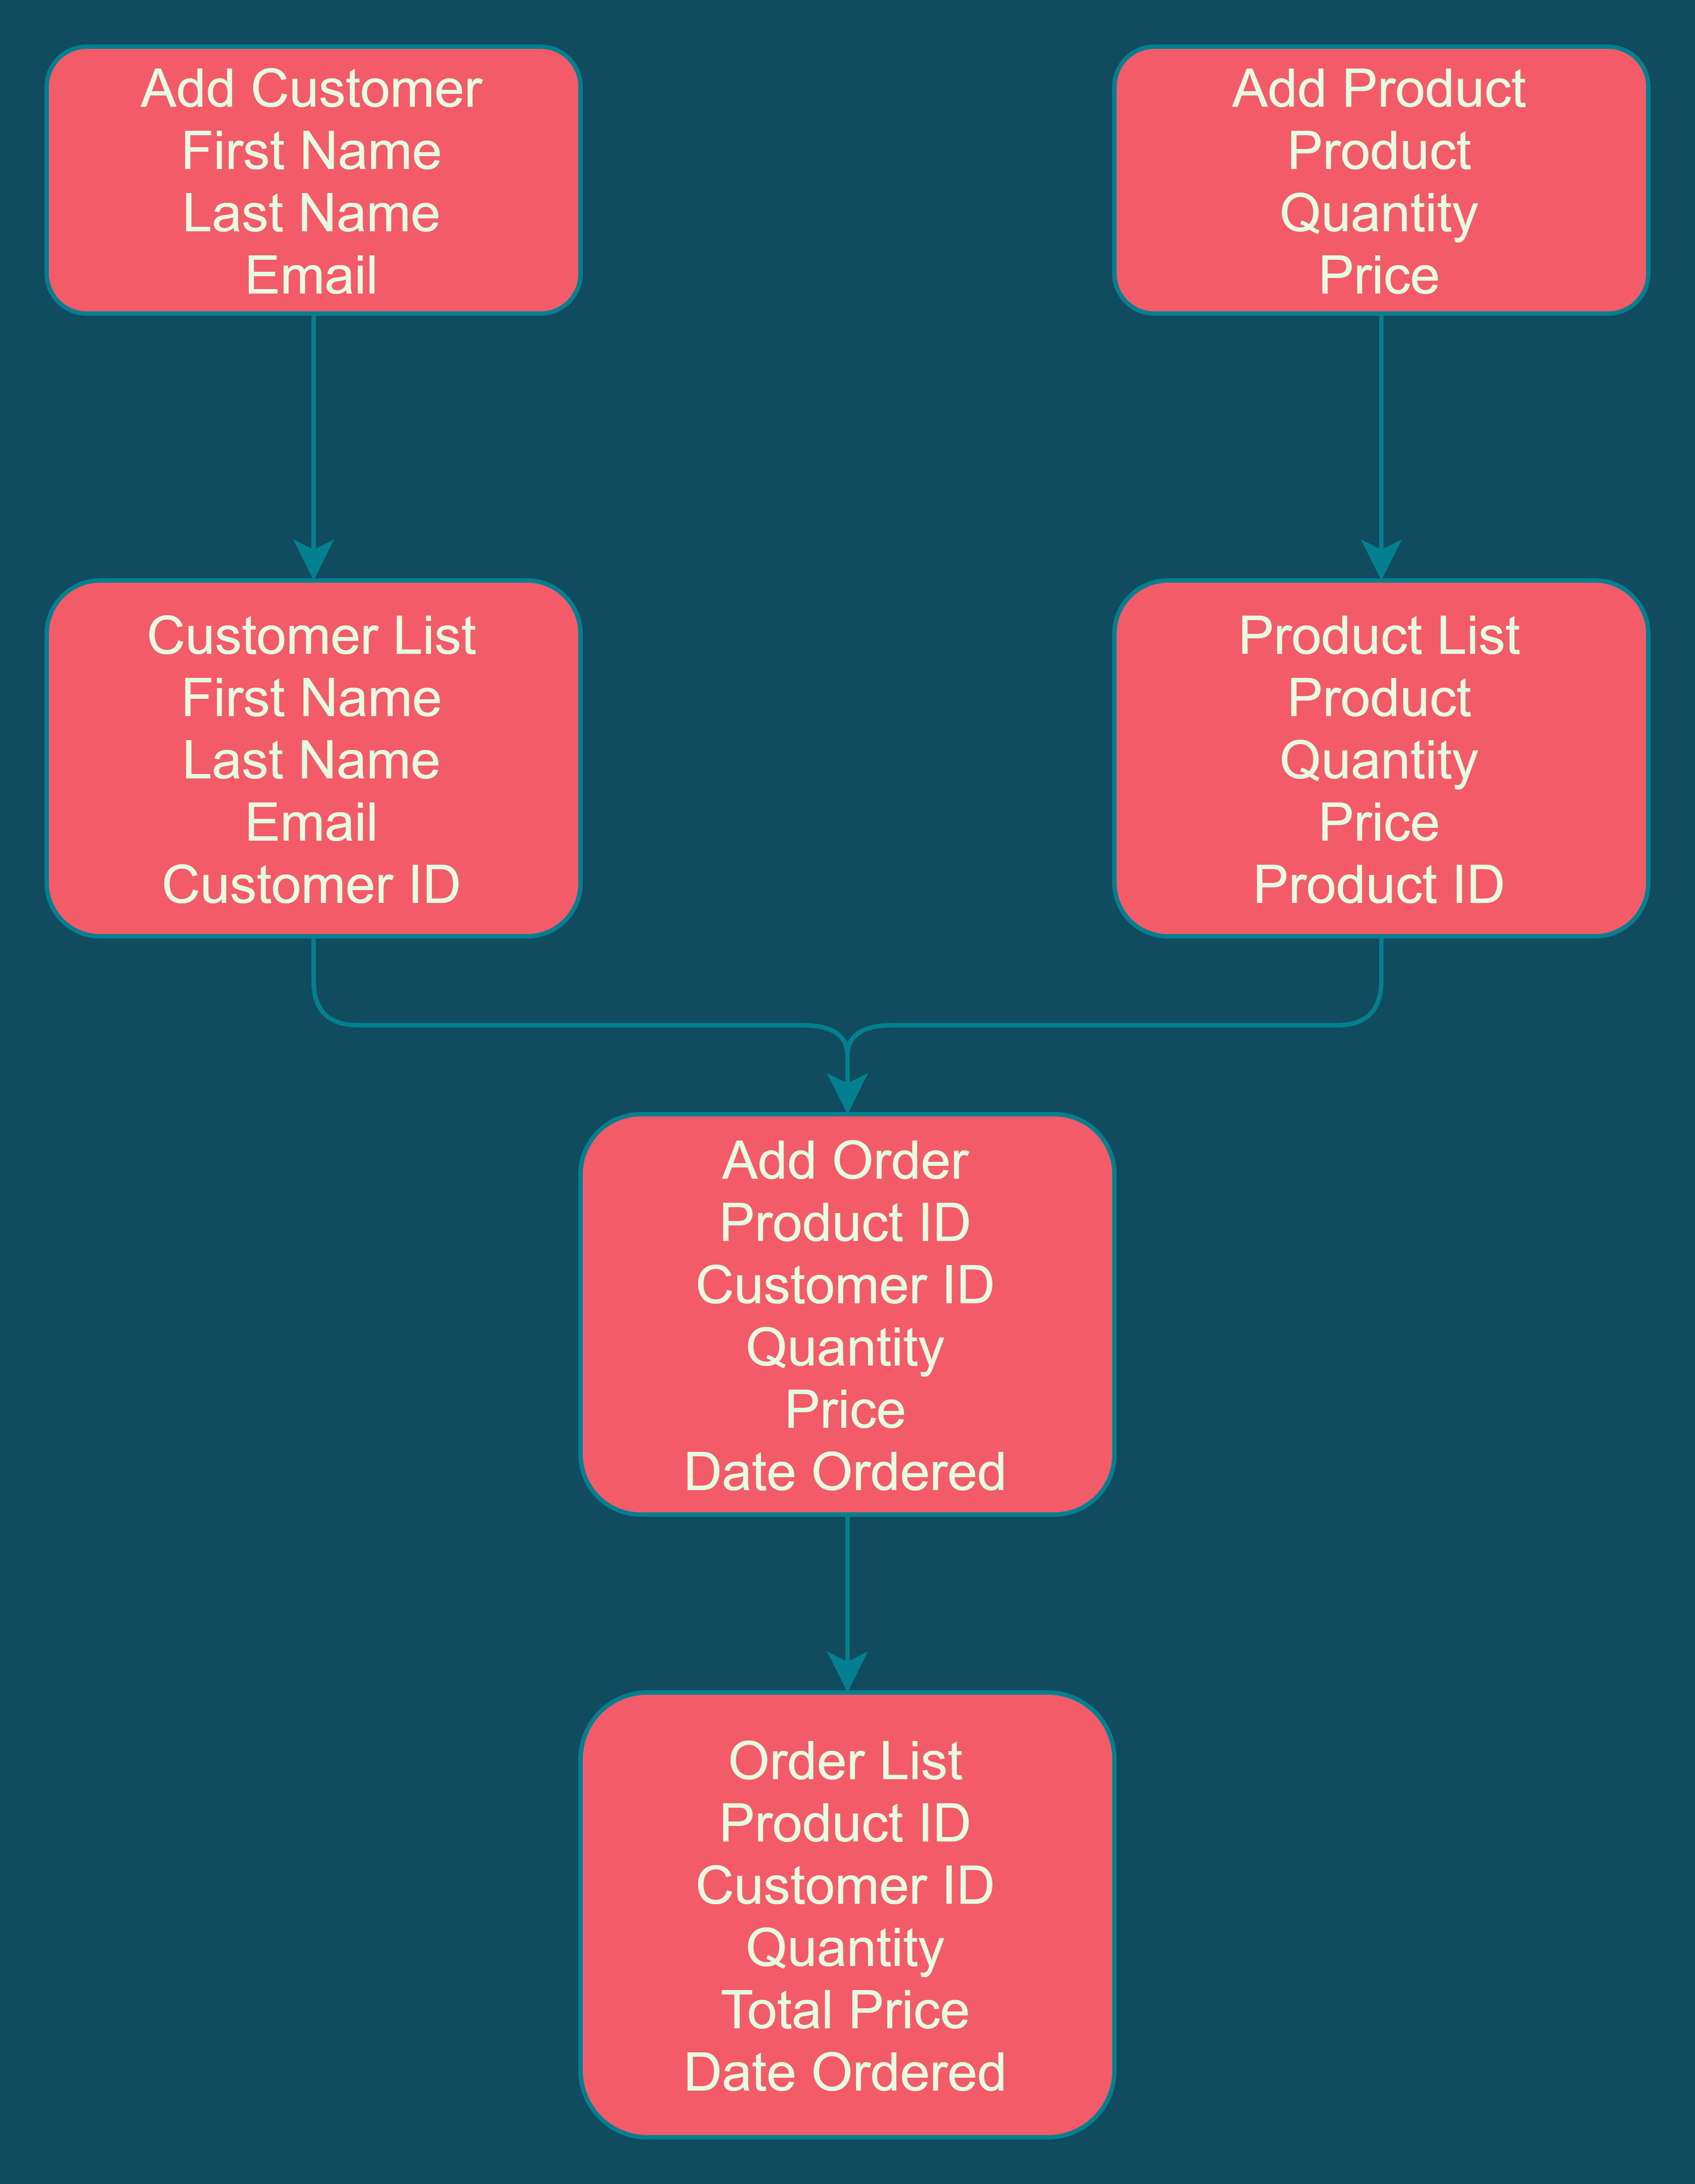 Add Customer
First Name
Last Name
Email
Add Product
Product
Quantity
Price
Customer List
First Name
Last Name
Email
Customer ID
Product List
Product
Quantity
Price
Product ID
Add Order
Product ID
Customer ID
Quantity
Price
Date Ordered
Order List
Product ID
Customer ID
Quantity
Total Price
Date Ordered